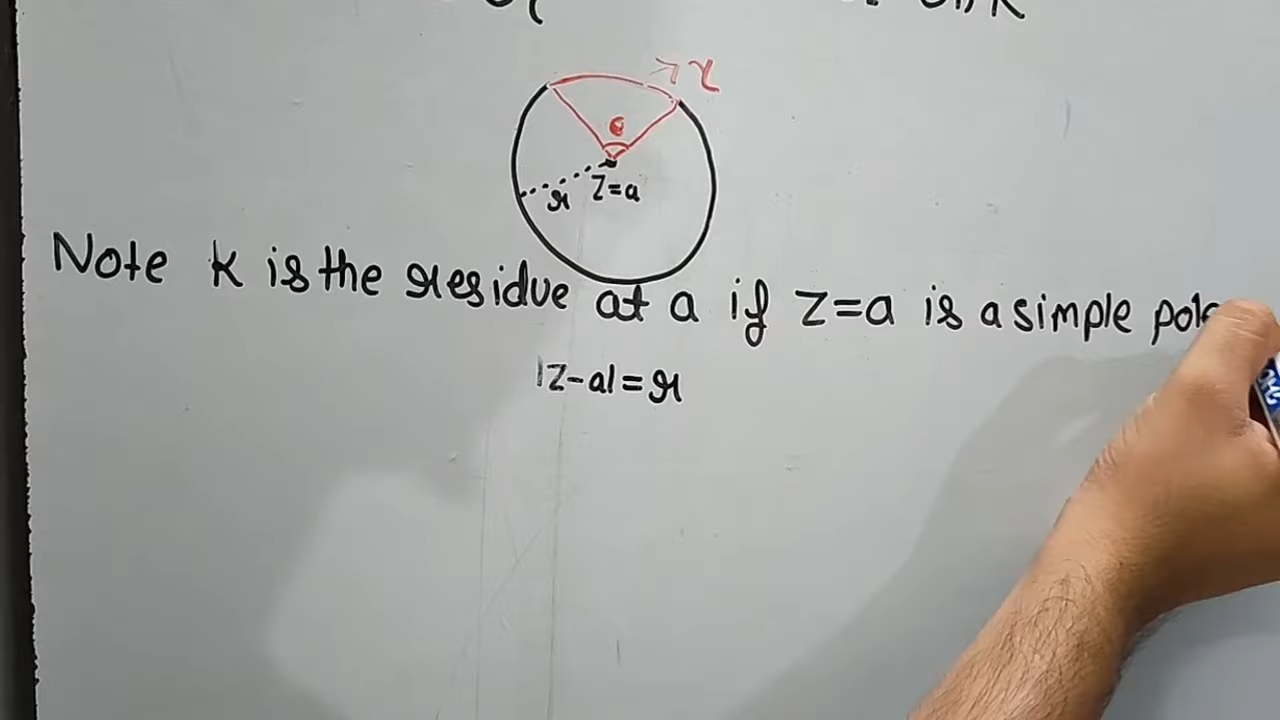 r
θ
r Z=a
Note K is the residue at a if Z=a is a simple pole
|Z-a|=r